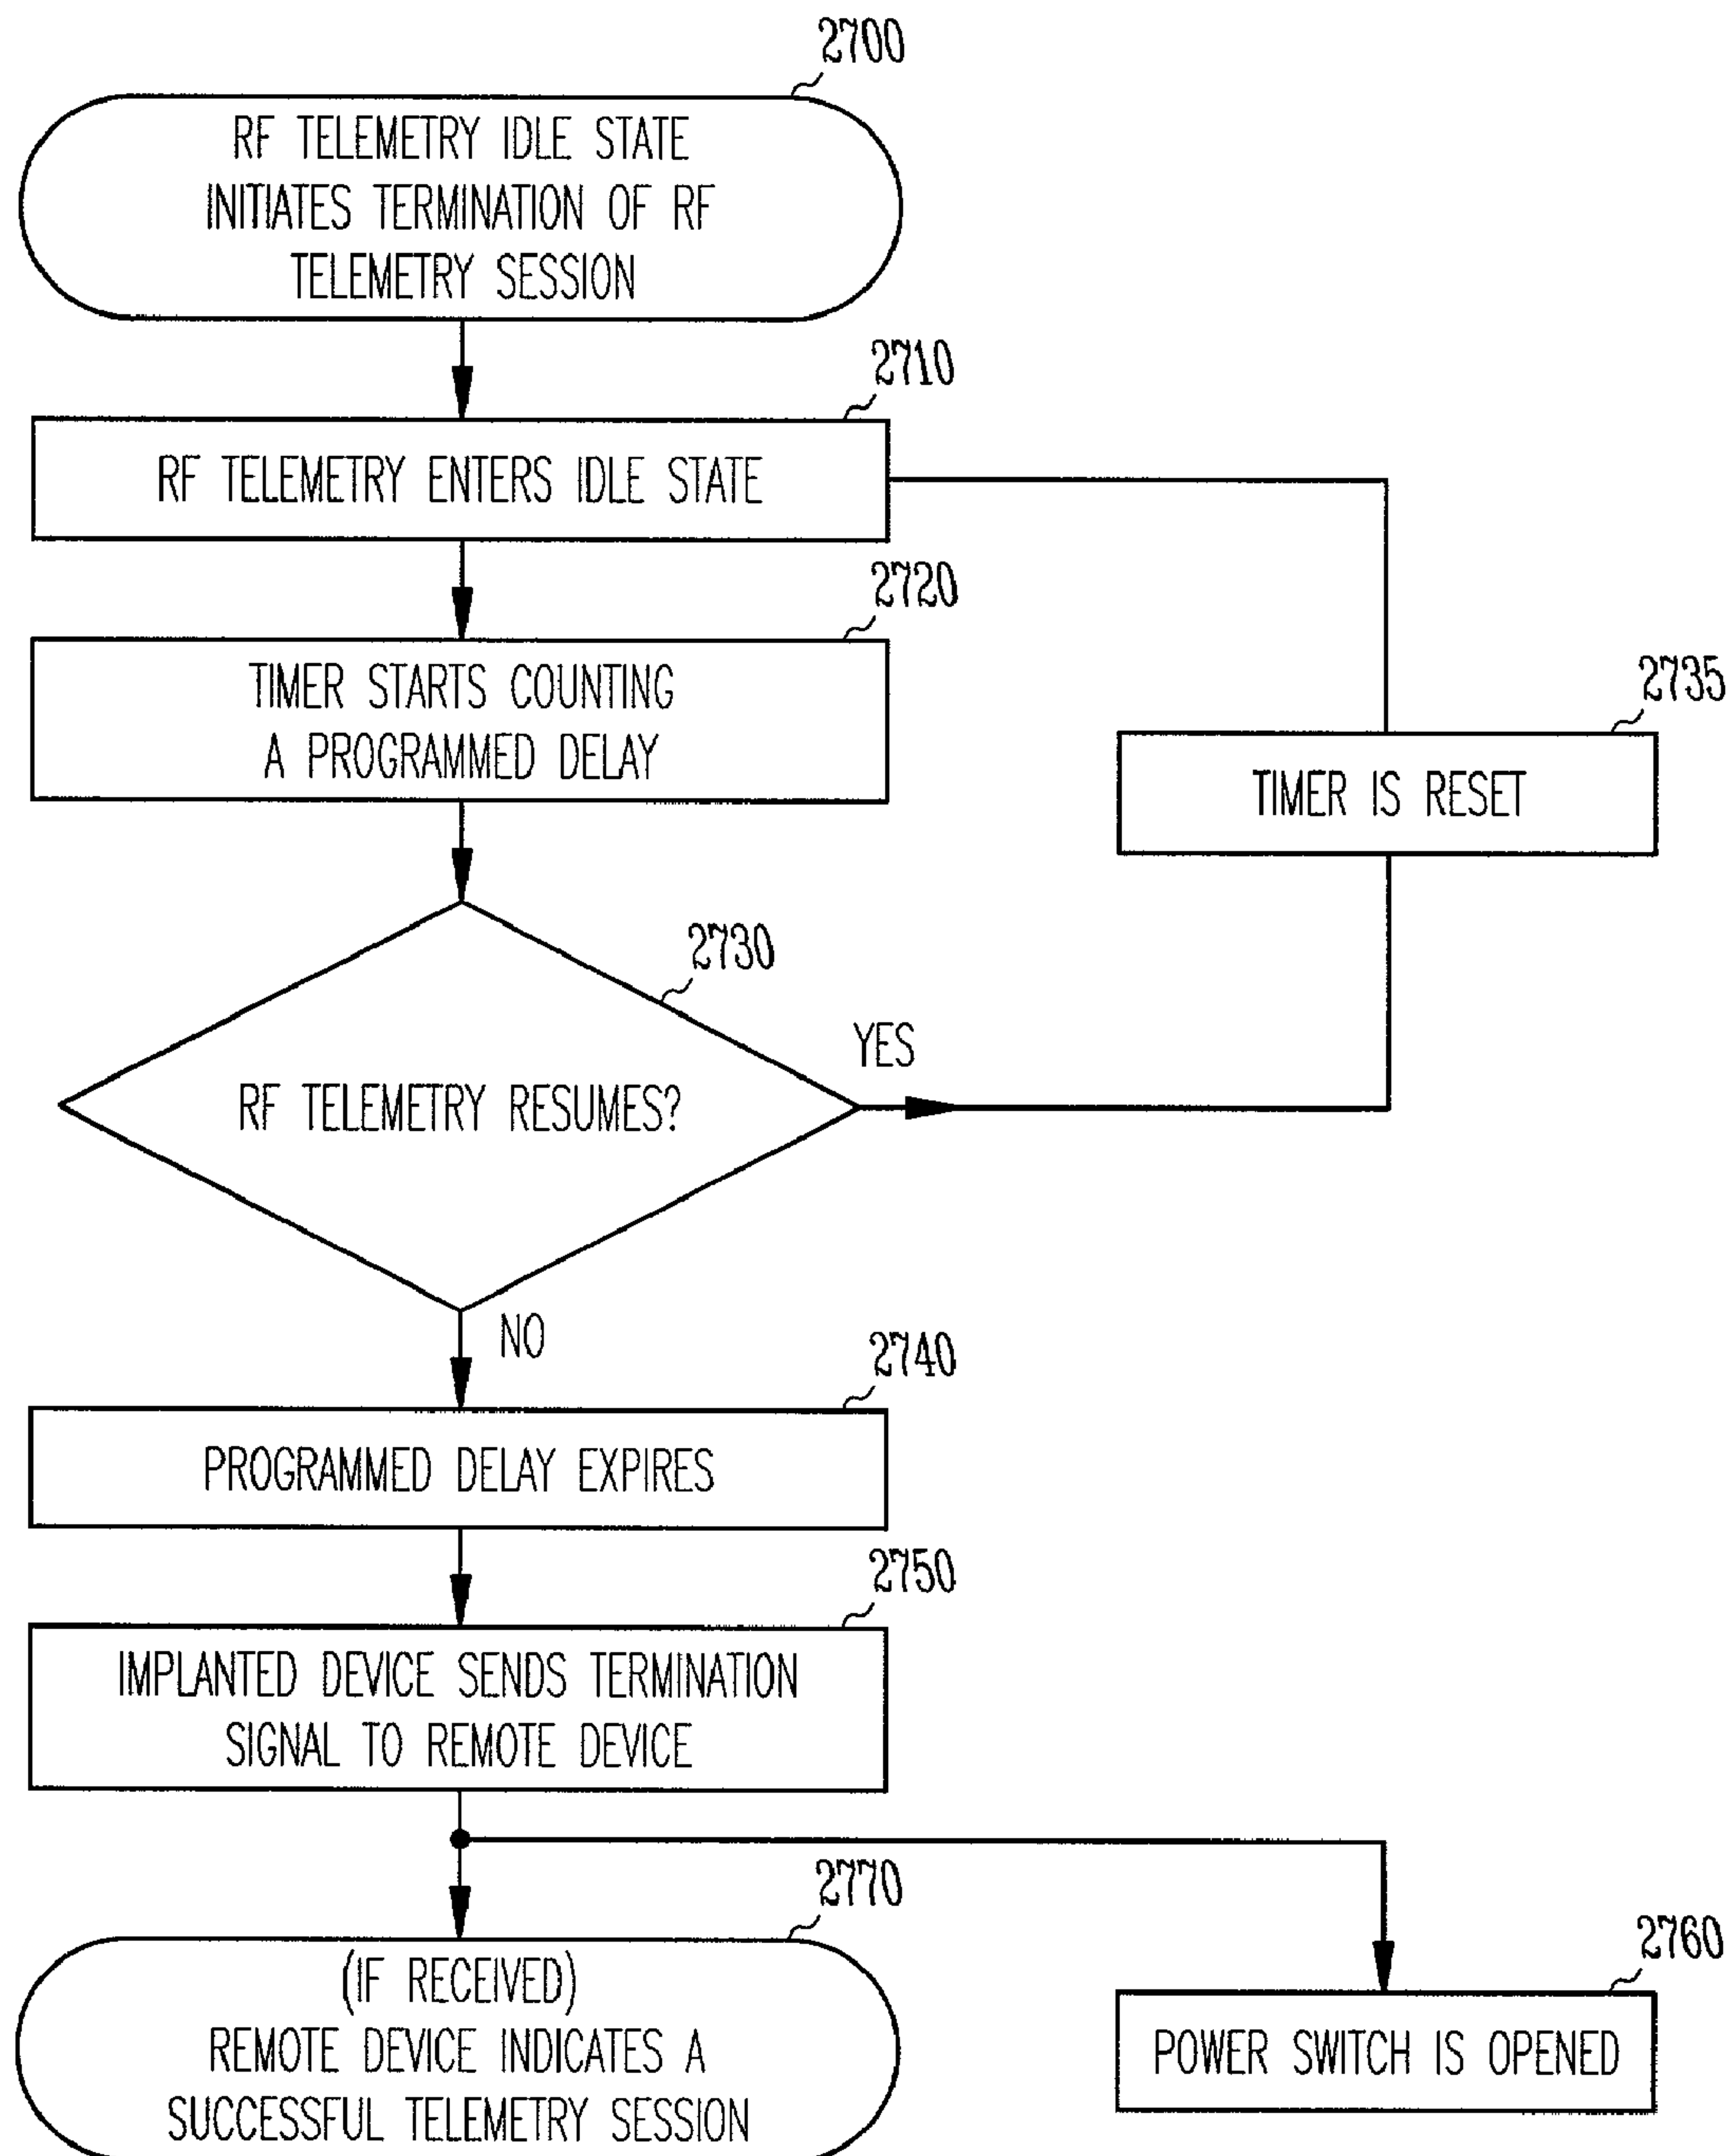 2700
RF TELEMETRY IDLE STATE
INITIATES TERMINATION OF RF
TELEMETRY SESSION
2710
RF TELEMETRY ENTERS IDLE STATE
2720
TIMER STARTS COUNTING
A PROGRAMMED DELAY
2735
TIMER IS RESET
2730
RF TELEMETRY RESUMES?
YES
NO
2740
PROGRAMMED DELAY EXPIRES
2750
IMPLANTED DEVICE SENDS TERMINATION
SIGNAL TO REMOTE DEVICE
2770
(IF RECEIVED)
REMOTE DEVICE INDICATES A
SUCCESSFUL TELEMETRY SESSION
2760
POWER SWITCH IS OPENED